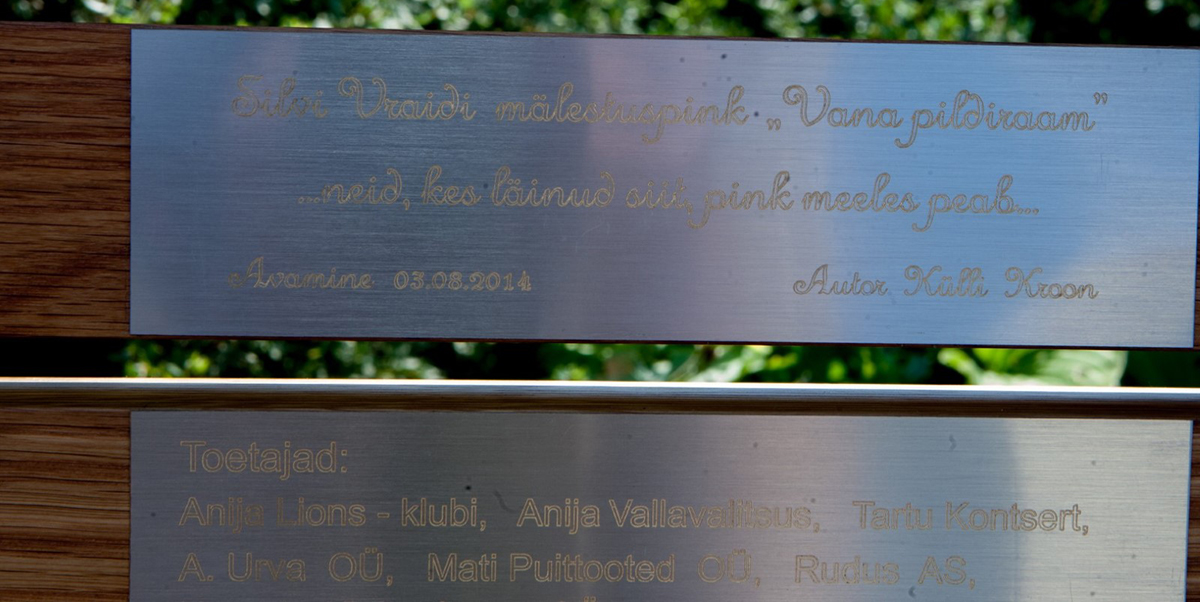 Silvi Vraidi mälestuspink „Vana pildiraam”
...neid, kes läinud siit, pink meeles peab...
Avamine 03.08.2014 Autor Külli Kroon
Toetajad:
Anija Lions - klubi, Anija Vallavalitsus, Tartu Kontsert,
A. Urva OÜ, Mati Puittooted OÜ, Rudus AS,